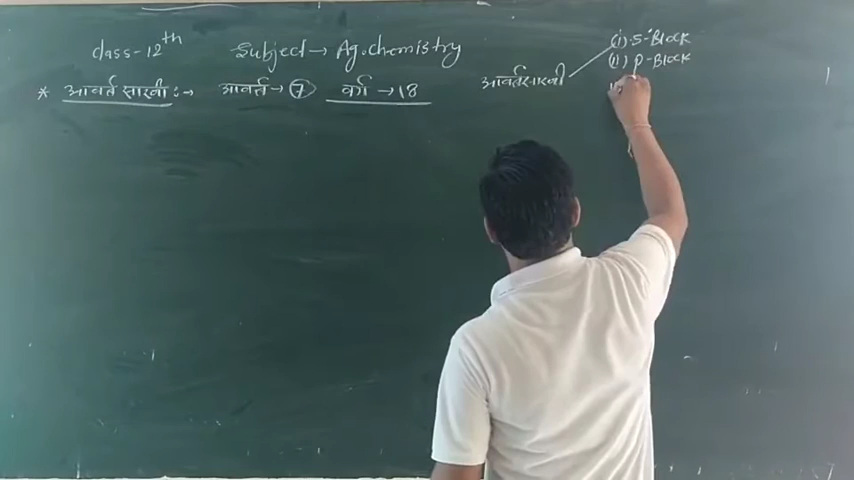 class-12th Subject → Ag.chemistry
* आवर्त सारणी :→ आवर्त → 7 वर्ग → 18
आवर्तसारणी
(i) S-Block
(ii) p-Block